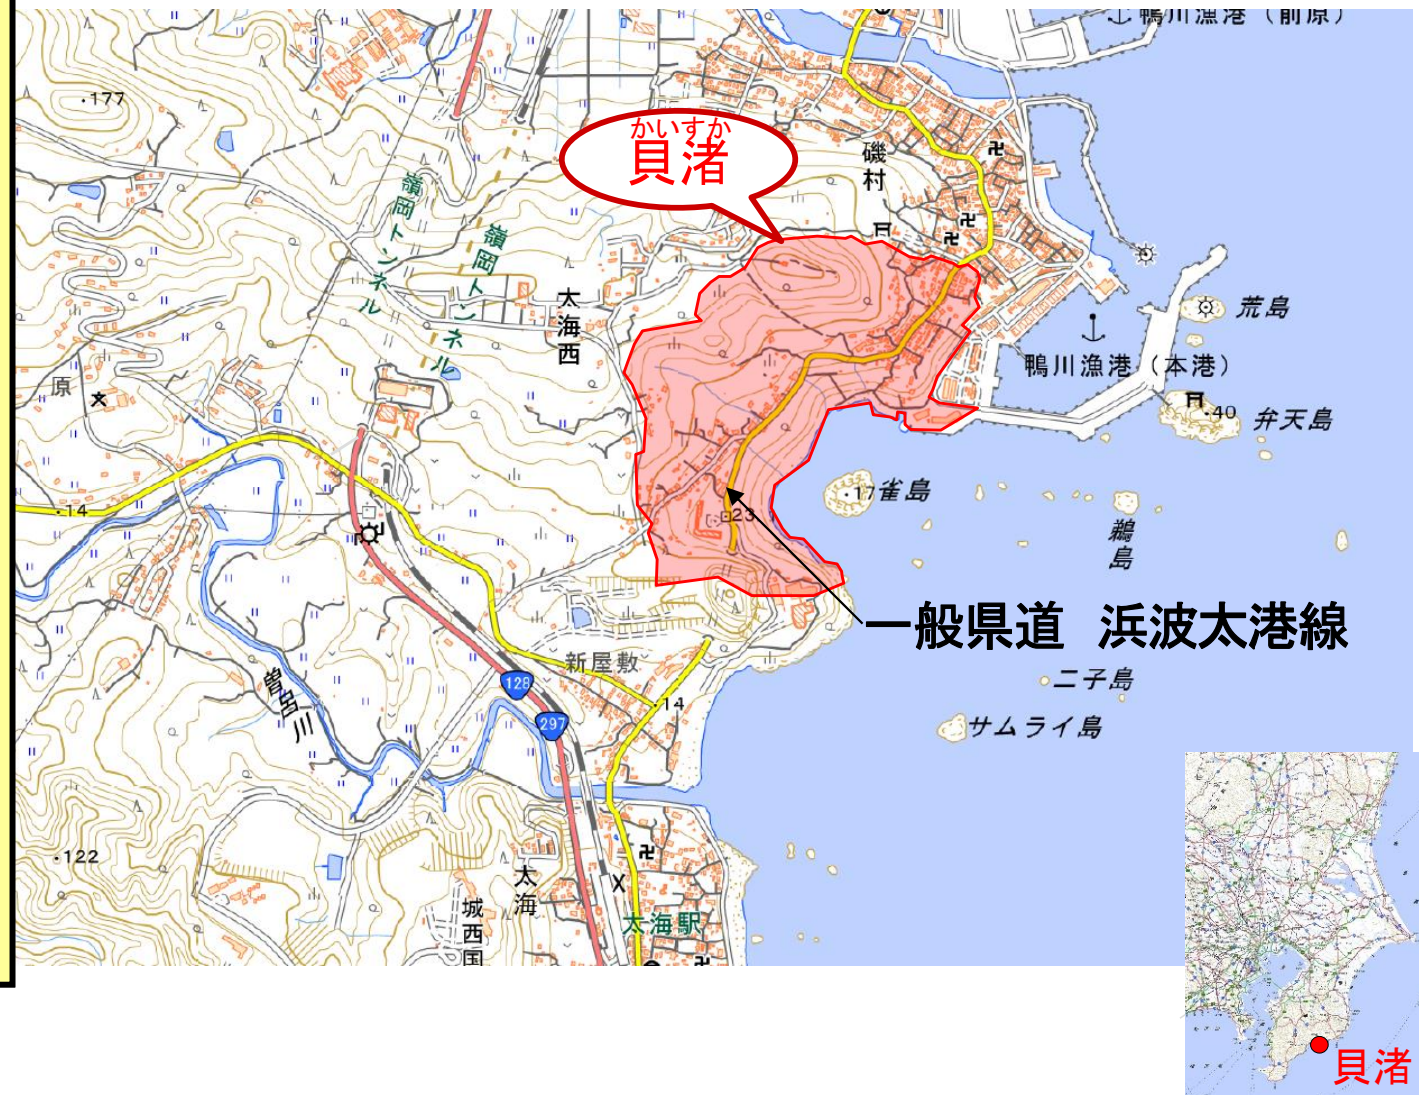 鴨川漁港（前原）
・177
かいすか
貝渚
磯村
嶺岡トンネル
嶺岡トンネル
太海西
荒島
鴨川漁港（本港）
原
・40
弁天島
・17
雀島
・14
23
鵜島
一般県道　浜波太港線
新屋敷
128
二子島
・14
曽呂川
297
サムライ島
・122
太海
城西国
太海駅
貝渚